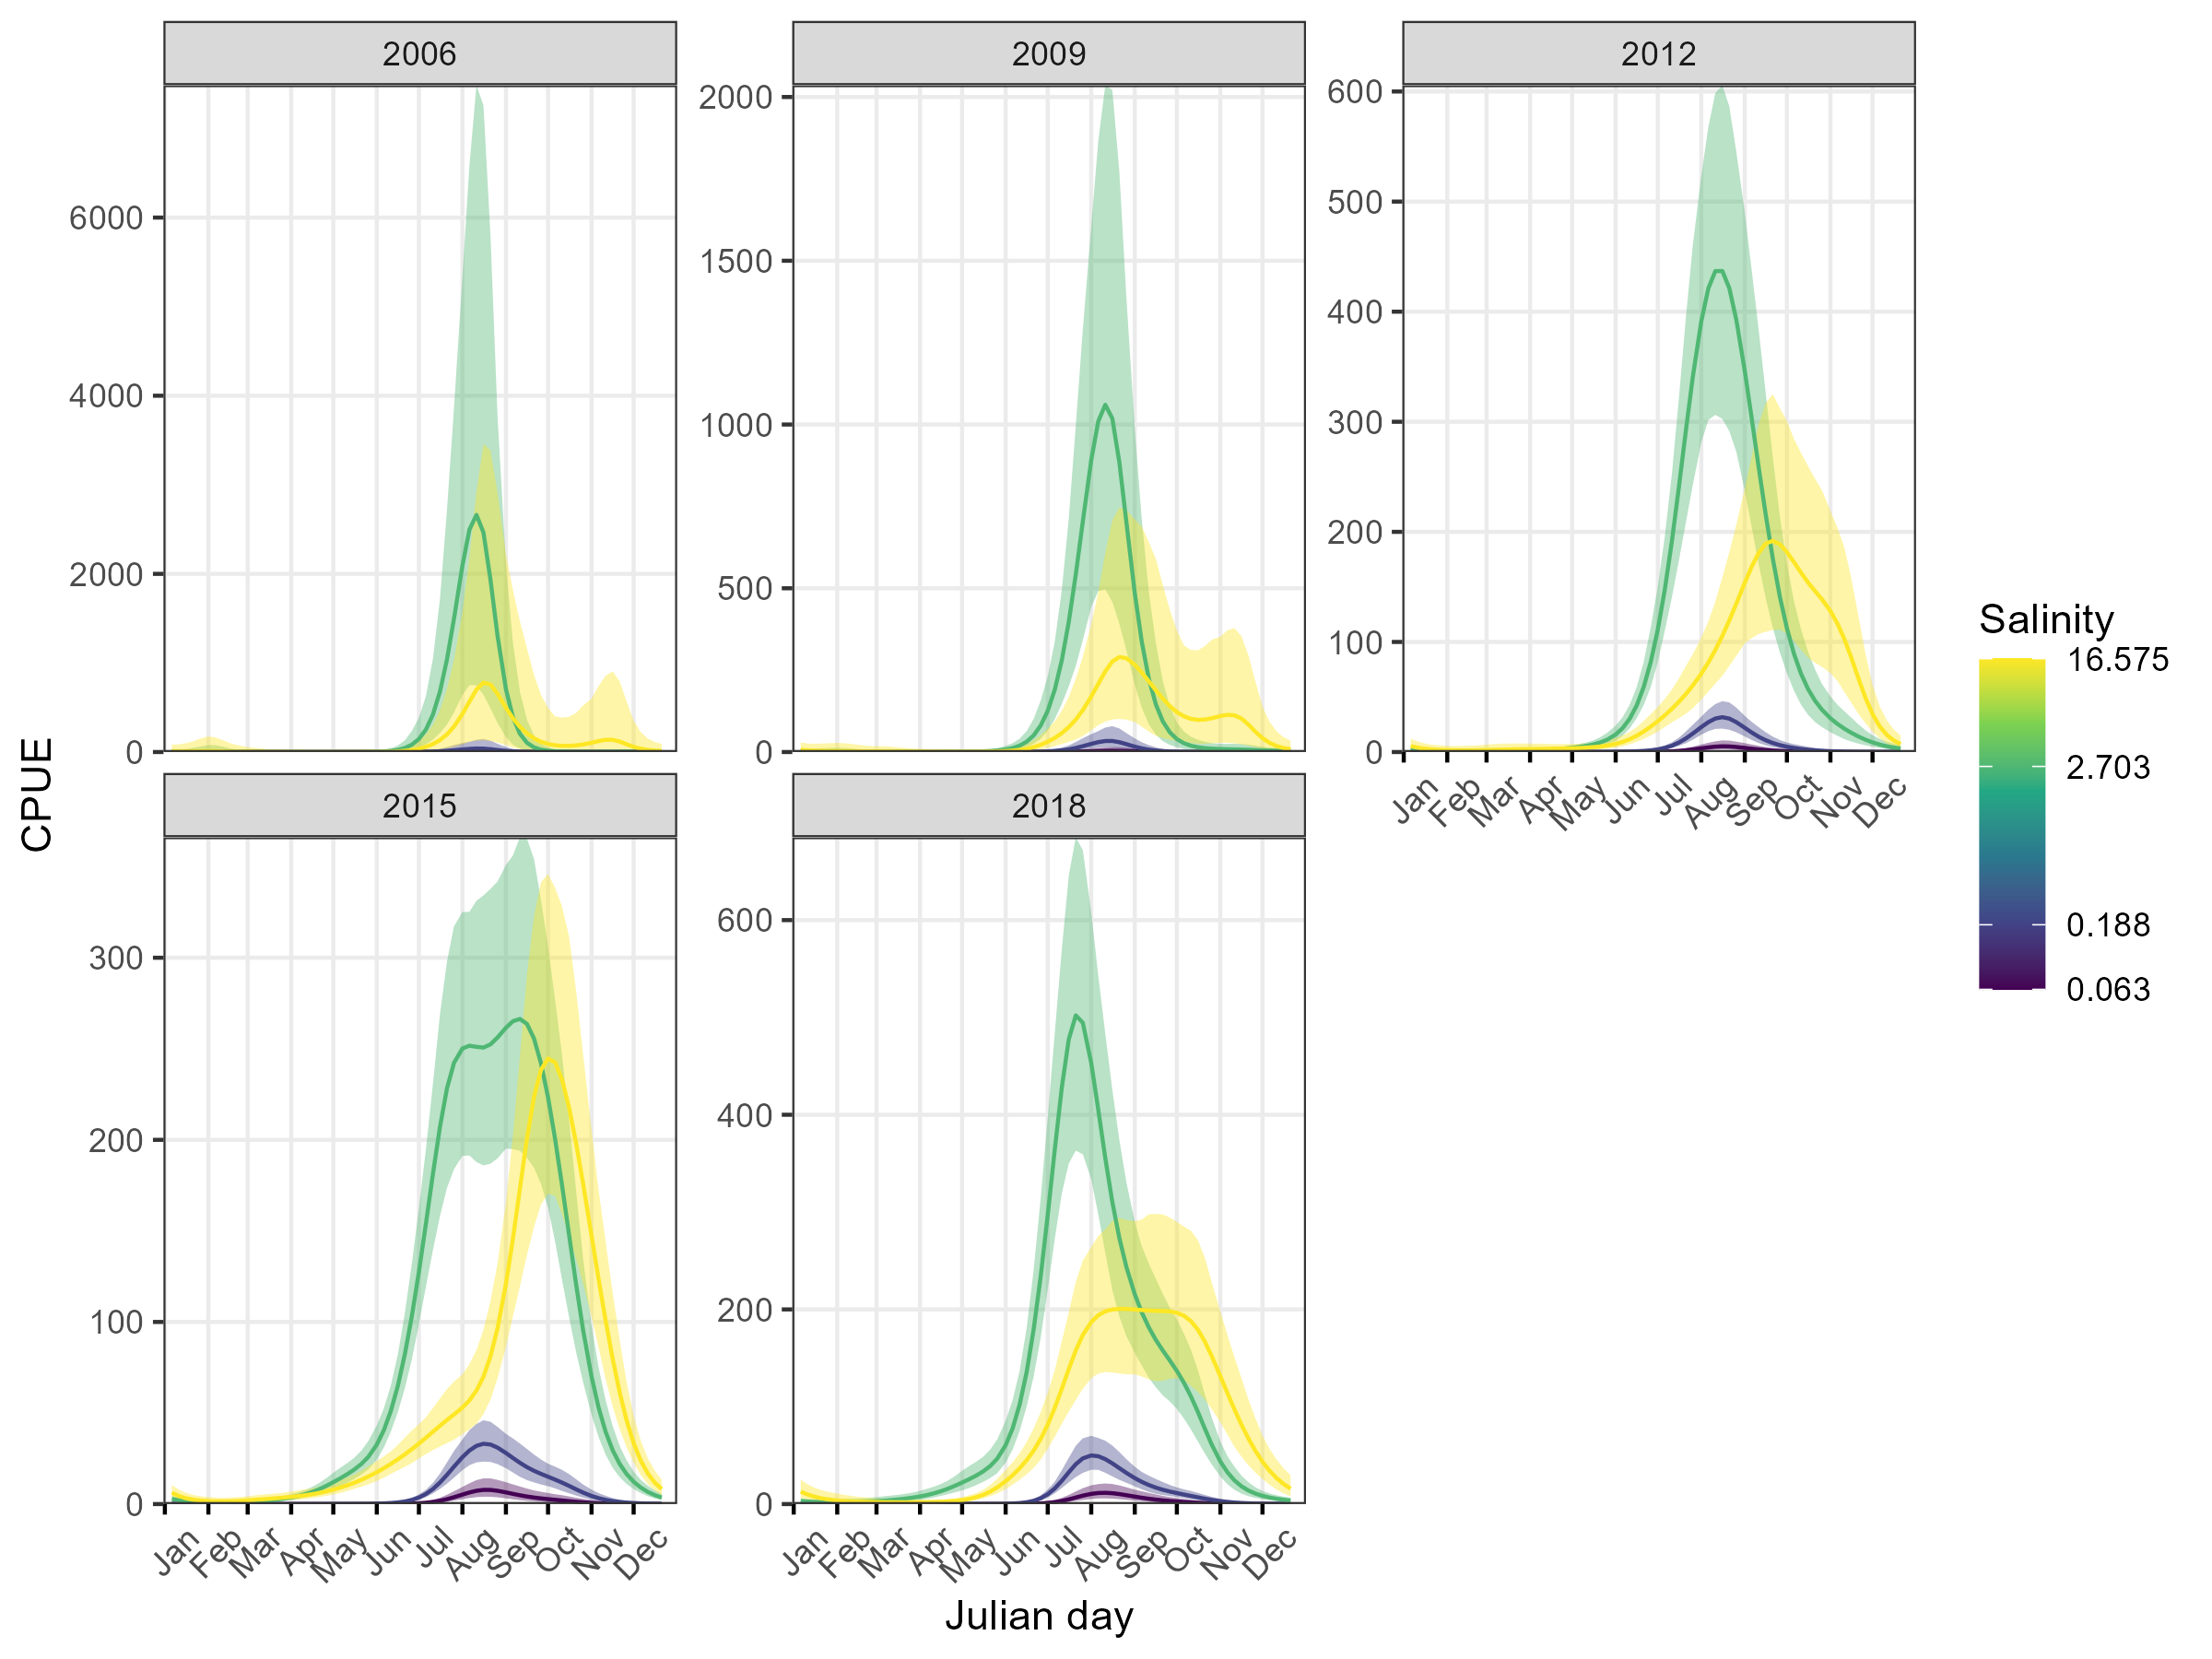 2006
2009
2012
6000
4000
2000
0
2000
1500
1000
500
0
600
500
400
300
200
100
0
Jan
Feb
Mar
Apr
May
Jun
Jul
Aug
Sep
Oct
Nov
Dec
CPUE
2015
2018
300
200
100
0
600
400
200
0
Jan
Feb
Mar
Apr
May
Jun
Jul
Aug
Sep
Oct
Nov
Dec
Jan
Feb
Mar
Apr
May
Jun
Jul
Aug
Sep
Oct
Nov
Dec
Julian day
Salinity
16.575
2.703
0.188
0.063